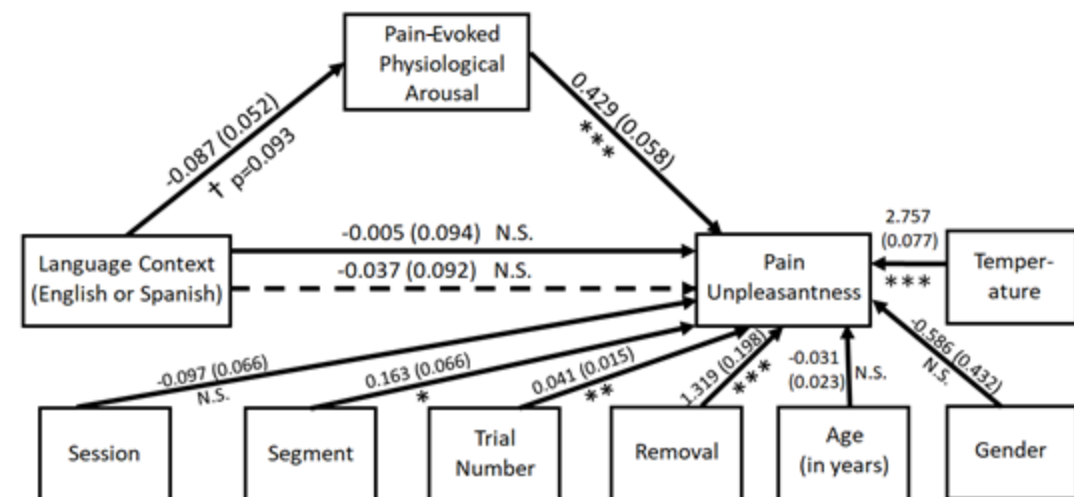 Pain-Evoked
Physiological
Arousal
-0.087 (0.052)
† p=0.093
0.429 (0.058)
***
Language Context
(English or Spanish)
-0.005 (0.094) N.S.
-0.037 (0.092) N.S.
Pain
Unpleasantness
2.757
(0.077)
***
Temper-
ature
-0.097 (0.066)
N.S.
0.163 (0.066)
*
0.041 (0.015)
**
1.319 (0.198)
***
-0.031
(0.023)
N.S.
-0.586 (0.432)
N.S.
Session
Segment
Trial
Number
Removal
Age
(in years)
Gender